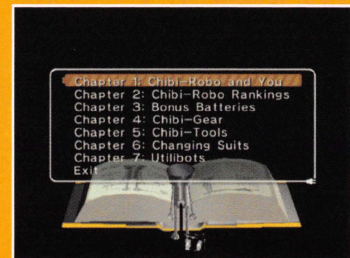 Chapter 1: Chibi-Robo and You
Chapter 2: Chibi-Robo Rankings
Chapter 3: Bonus Batteries
Chapter 4: Chibi-Gear
Chapter 5: Chibi-Tools
Chapter 6: Changing Suits
Chapter 7: Utilibots
Exit